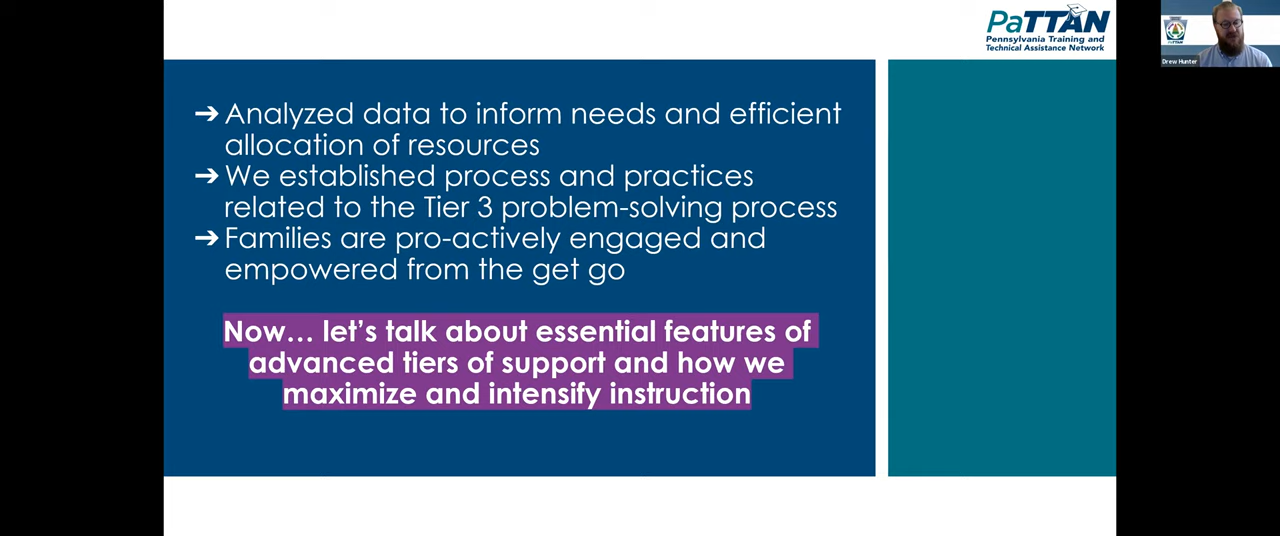 PaTTAN
Pennsylvania Training and
Technical Assistance Network
PaTTAN
Drew Hunter
➔ Analyzed data to inform needs and efficient
allocation of resources
➔ We established process and practices
related to the Tier 3 problem-solving process
➔ Families are pro-actively engaged and
empowered from the get go
Now… let’s talk about essential features of
advanced tiers of support and how we
maximize and intensify instruction